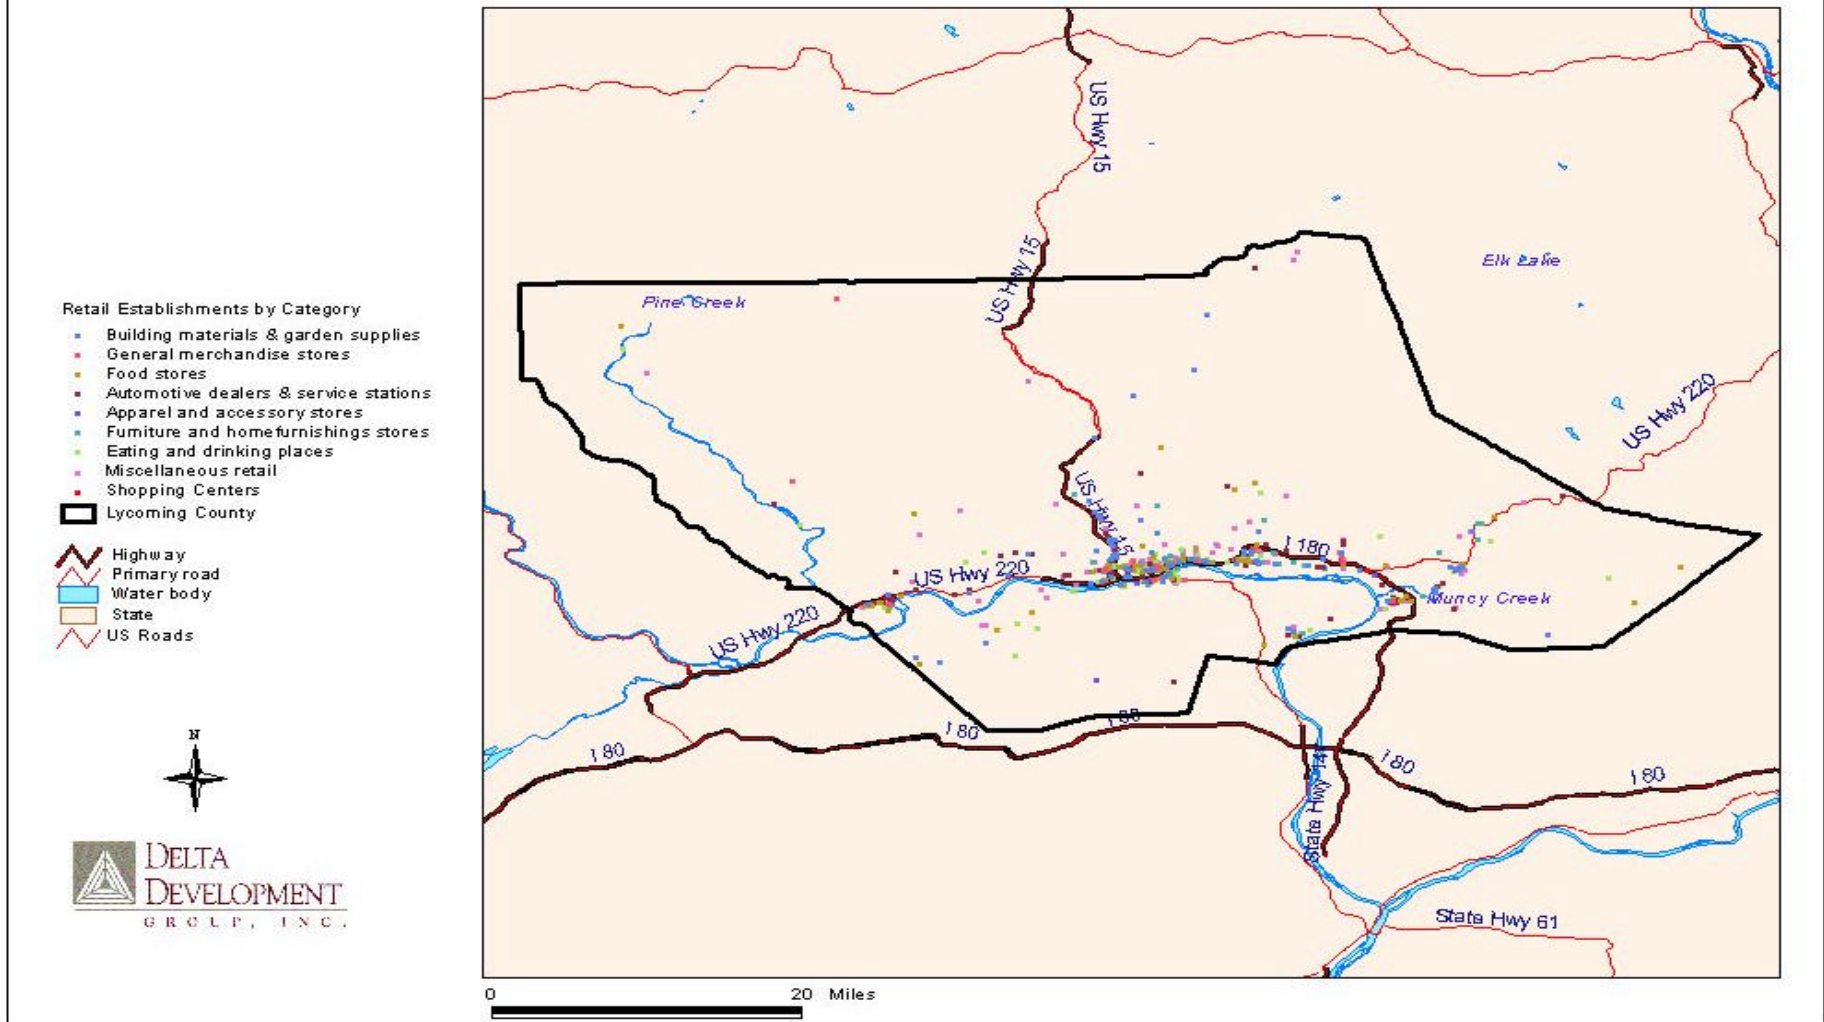 Retail Establishments by Category
Building materials & garden supplies
General merchandise stores
Food stores
Automotive dealers & service stations
Apparel and accessory stores
Furniture and homefurnishings stores
Eating and drinking places
Miscellaneous retail
Shopping Centers
Lycoming County
Highway
Primary road
Water body
State
US Roads
N
DELTA
DEVELOPMENT
GROUP, INC.
US Hwy 15
US Hwy 15
Elk Lake
Pine Creek
US Hwy 220
US Hwy 15
I 180
US Hwy 220
Muncy Creek
US Hwy 220
I 80
I 80
I 80
I 80
State Hwy 61
0 20 Miles